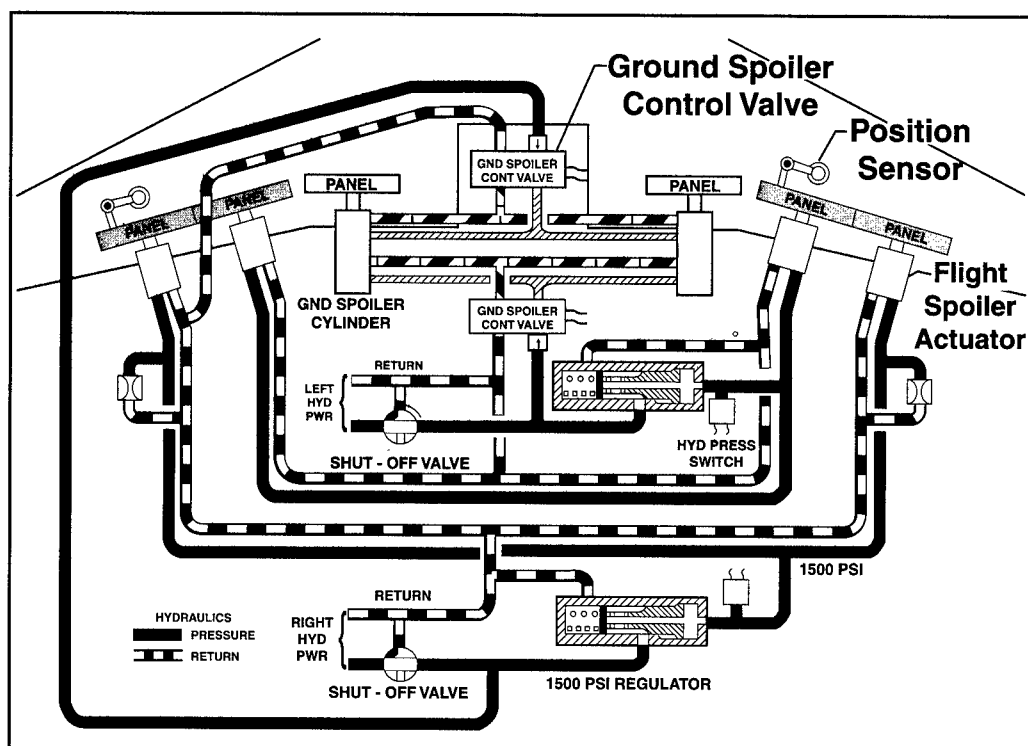 Ground Spoiler
Control Valve
Position
Sensor
GND SPOILER
CONT VALVE
PANEL
PANEL
PANEL
PANEL
PANEL
PANEL
GND SPOILER
CYLINDER
GND SPOILER
CONT VALVE
Flight
Spoiler
Actuator
RETURN
LEFT
HYD
PWR
SHUT - OFF VALVE
HYD PRESS
SWITCH
1500 PSI
RETURN
HYDRAULICS
PRESSURE
RETURN
RIGHT
HYD
PWR
SHUT - OFF VALVE
1500 PSI REGULATOR